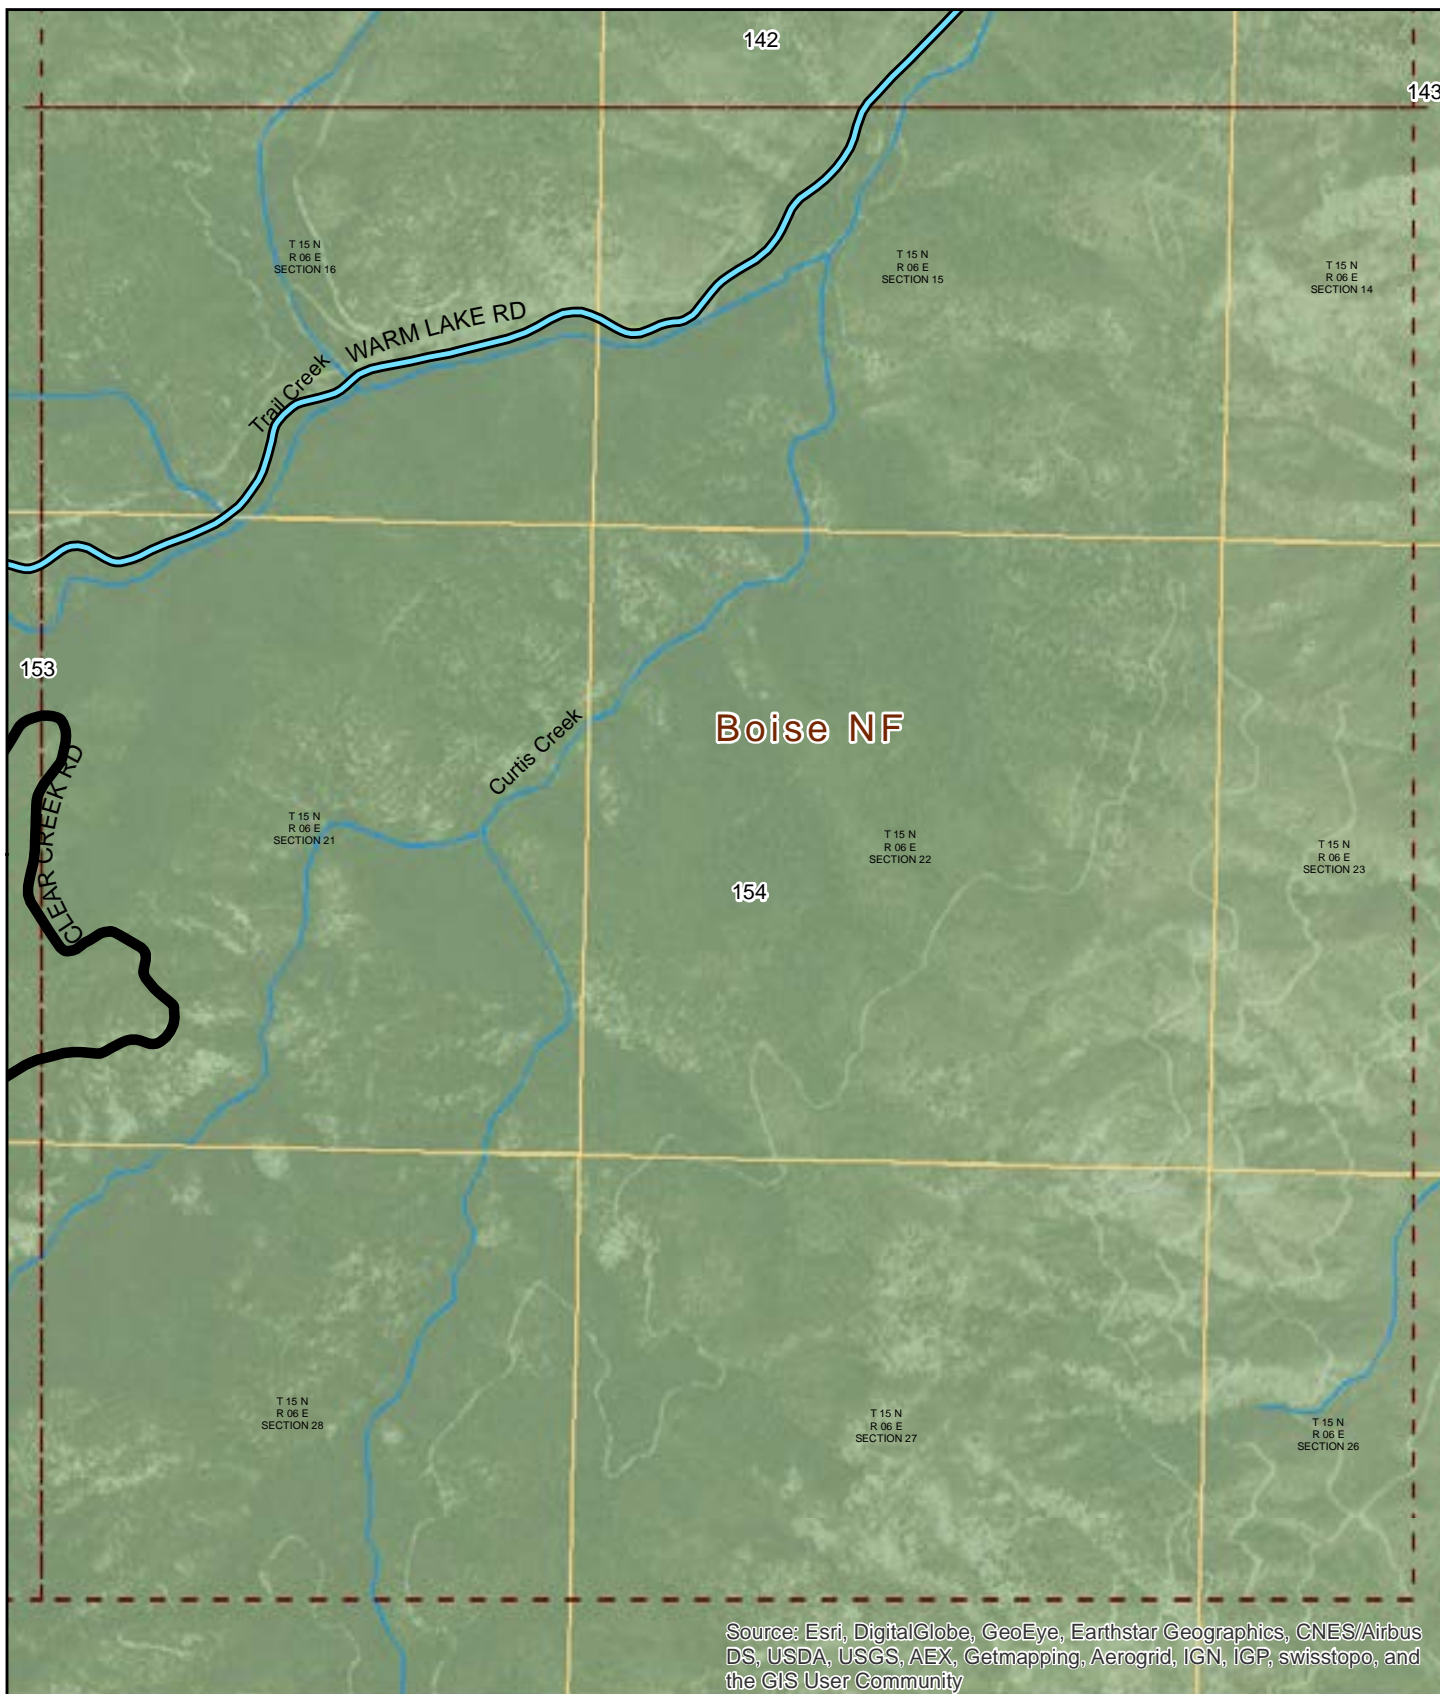 142
143
T 15 N
R 06 E
SECTION 16
T 15 N
R 06 E
SECTION 15
T 15 N
R 06 E
SECTION 14
WARM LAKE RD
Trail Creek
153
Boise NF
Curtis Creek
CLEAR CREEK RD
T 15 N
R 06 E
SECTION 21
T 15 N
R 06 E
SECTION 22
T 15 N
R 06 E
SECTION 23
154
T 15 N
R 06 E
SECTION 28
T 15 N
R 06 E
SECTION 27
T 15 N
R 06 E
SECTION 26
Source: Esri, DigitalGlobe, GeoEye, Earthstar Geographics, CNES/Airbus
DS, USDA, USGS, AEX, Getmapping, Aerogrid, IGN, IGP, swisstopo, and
the GIS User Community